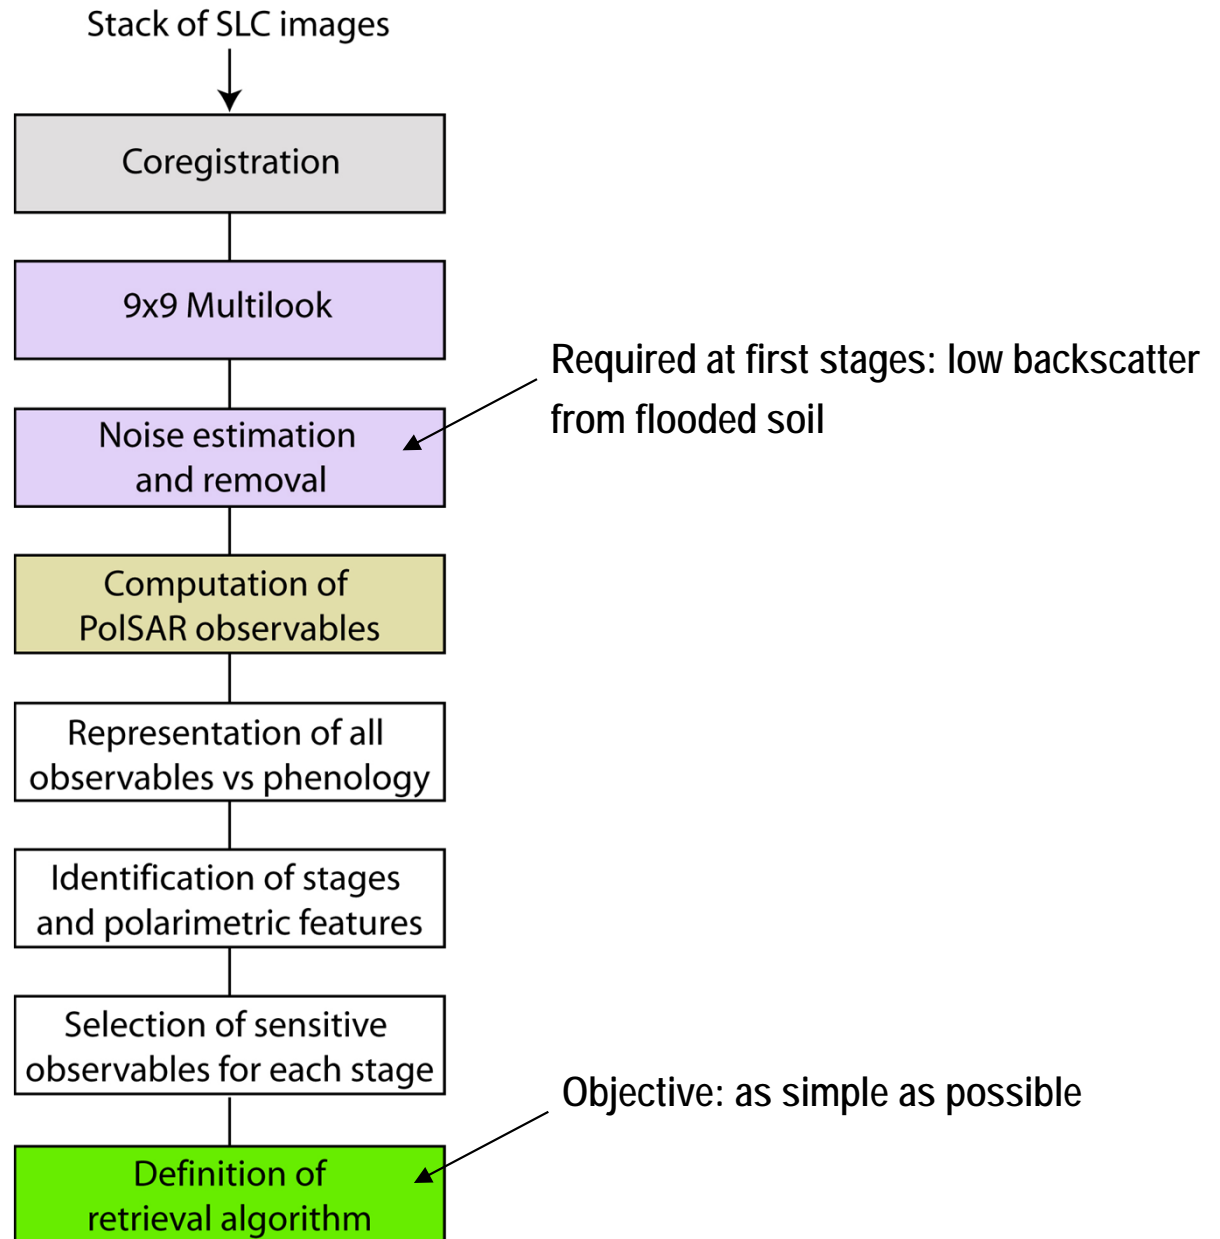 Stack of SLC images
Coregistration
9x9 Multilook
Required at first stages: low backscatter
from flooded soil
Noise estimation
and removal
Computation of
PolSAR observables
Representation of all
observables vs phenology
Identification of stages
and polarimetric features
Selection of sensitive
observables for each stage
Objective: as simple as possible
Definition of
retrieval algorithm